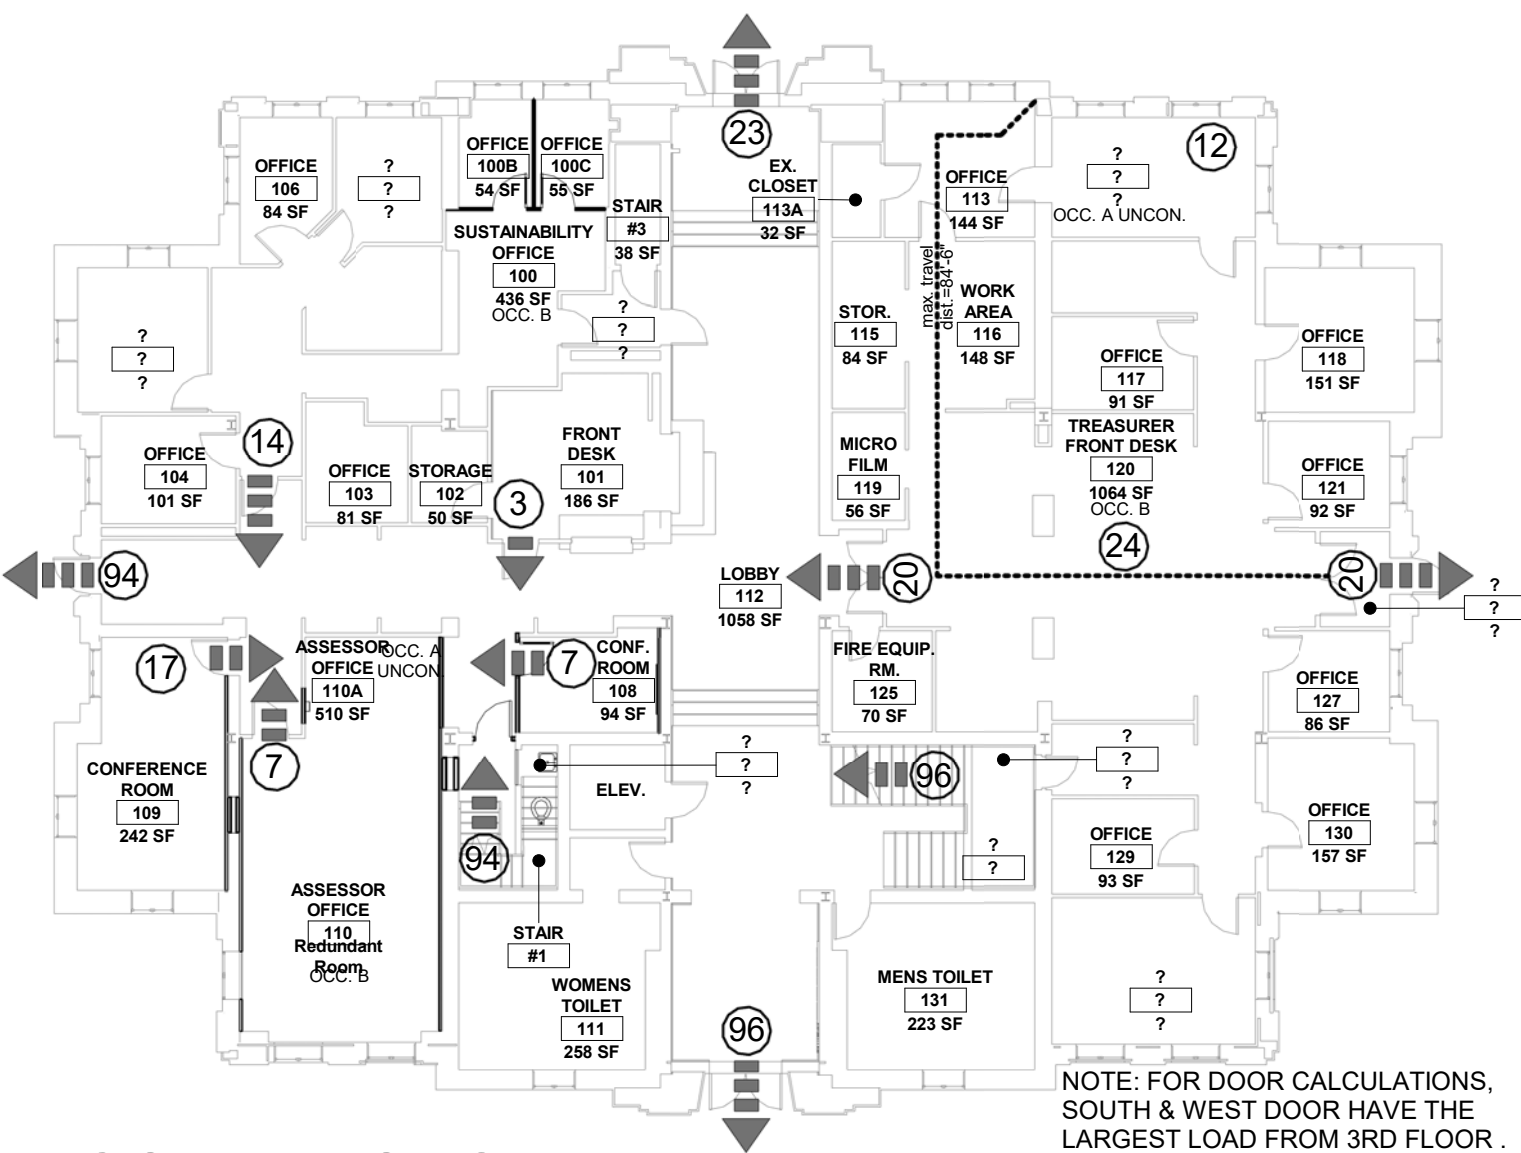 23
12
OFFICE
106
84 SF
?
?
?
OFFICE
100B
54 SF
OFFICE
100C
55 SF
EX.
CLOSET
113A
32 SF
OFFICE
113
144 SF
?
?
?
OCC. A UNCON.
STAIR
#3
38 SF
SUSTAINABILITY
OFFICE
100
436 SF
OCC. B
?
?
?
?
?
?
max. travel
dist.=84'-6"
STOR.
115
84 SF
WORK
AREA
116
148 SF
OFFICE
117
91 SF
OFFICE
118
151 SF
14
OFFICE
104
101 SF
OFFICE
103
81 SF
STORAGE
102
50 SF
3
FRONT
DESK
101
186 SF
MICRO
FILM
119
56 SF
TREASURER
FRONT DESK
120
1064 SF
OCC. B
24
OFFICE
121
92 SF
94
LOBBY
112
1058 SF
20
20
?
?
?
17
ASSESSOR
OFFICE
110A
510 SF
OCC. A
UNCON.
7
CONF.
ROOM
108
94 SF
FIRE EQUIP.
RM.
125
70 SF
OFFICE
127
86 SF
7
CONFERENCE
ROOM
109
242 SF
?
?
?
ELEV.
96
?
?
?
94
?
?
OFFICE
129
93 SF
OFFICE
130
157 SF
ASSESSOR
OFFICE
110
Redundant
Room
OCC. B
STAIR
#1
WOMENS
TOILET
111
258 SF
96
MENS TOILET
131
223 SF
?
?
?
NOTE: FOR DOOR CALCULATIONS,
SOUTH & WEST DOOR HAVE THE
LARGEST LOAD FROM 3RD FLOOR .